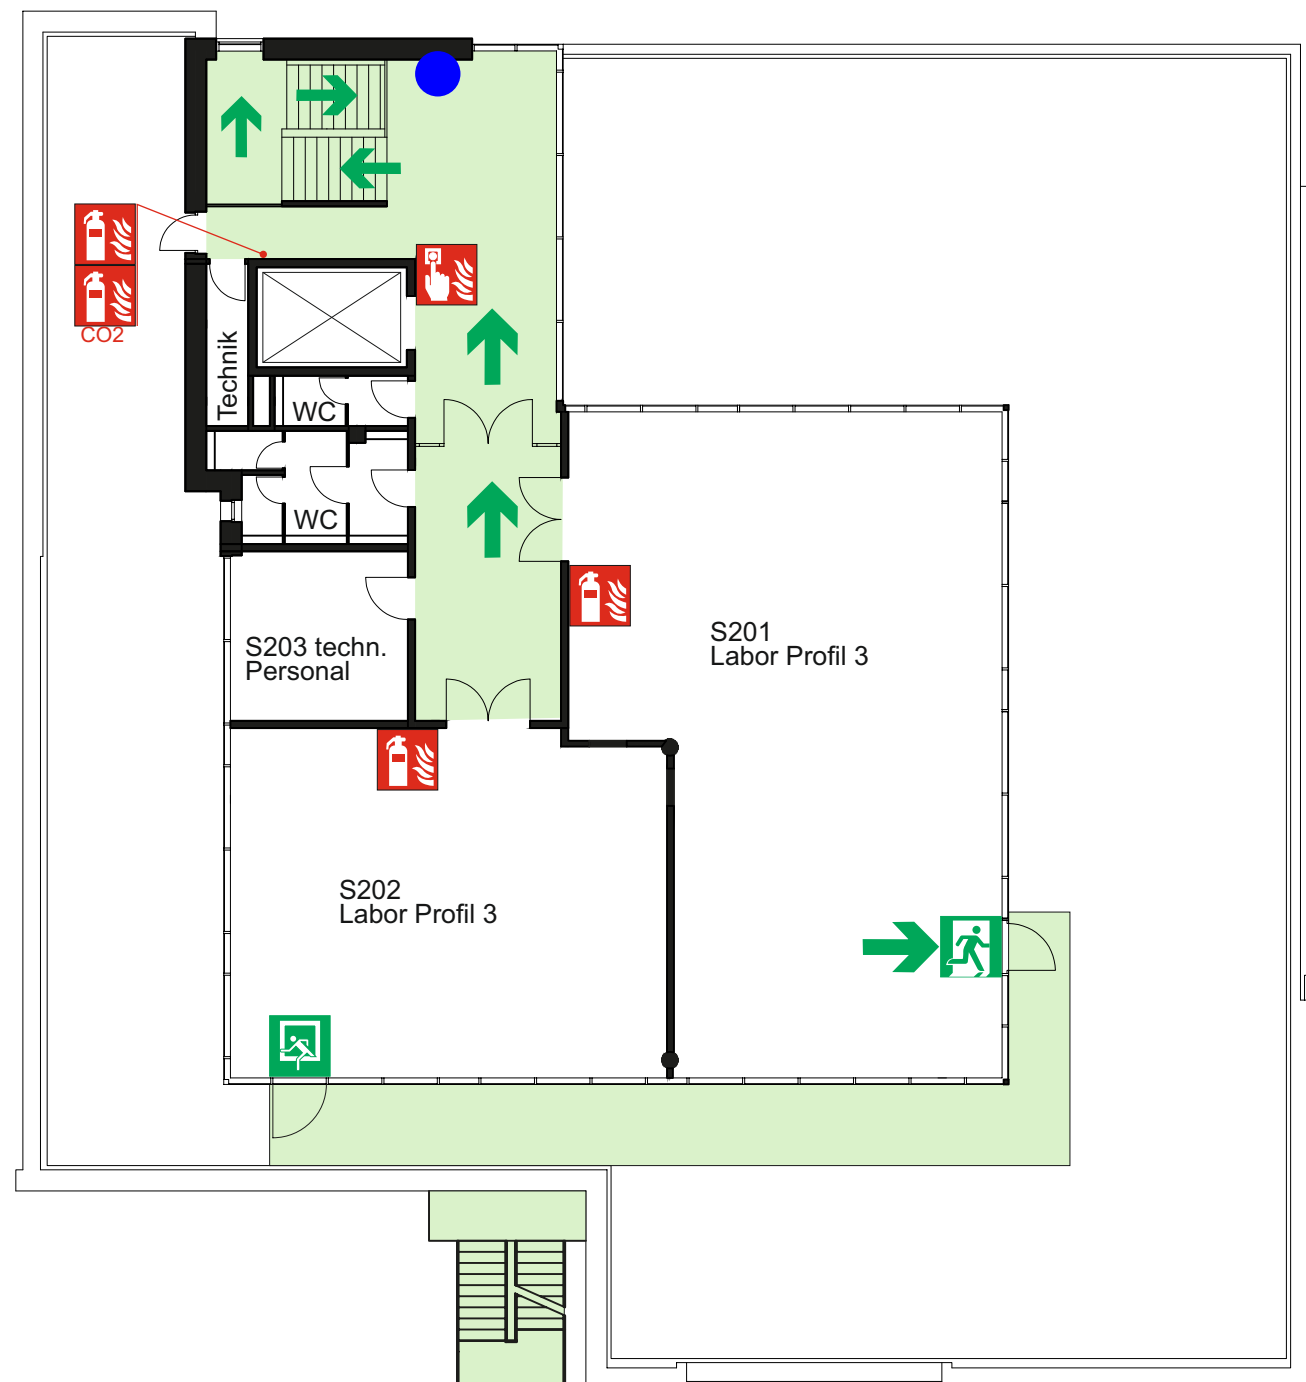 CO2
Technik
WC
WC
S203 techn.
Personal
S201
Labor Profil 3
S202
Labor Profil 3